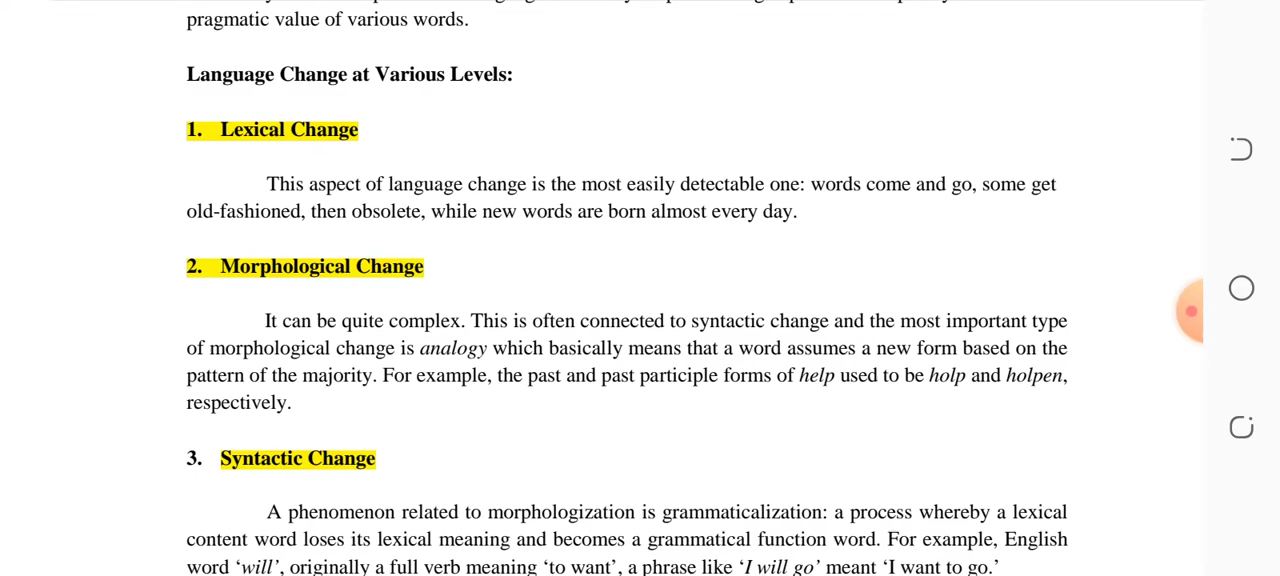 pragmatic value of various words.
Language Change at Various Levels:
1. Lexical Change
This aspect of language change is the most easily detectable one: words come and go, some get
old-fashioned, then obsolete, while new words are born almost every day.
2. Morphological Change
It can be quite complex. This is often connected to syntactic change and the most important type
of morphological change is analogy which basically means that a word assumes a new form based on the
pattern of the majority. For example, the past and past participle forms of help used to be holp and holpen,
respectively.
3. Syntactic Change
A phenomenon related to morphologization is grammaticalization: a process whereby a lexical
content word loses its lexical meaning and becomes a grammatical function word. For example, English
word ‘will’, originally a full verb meaning ‘to want’, a phrase like ‘I will go’ meant ‘I want to go.’